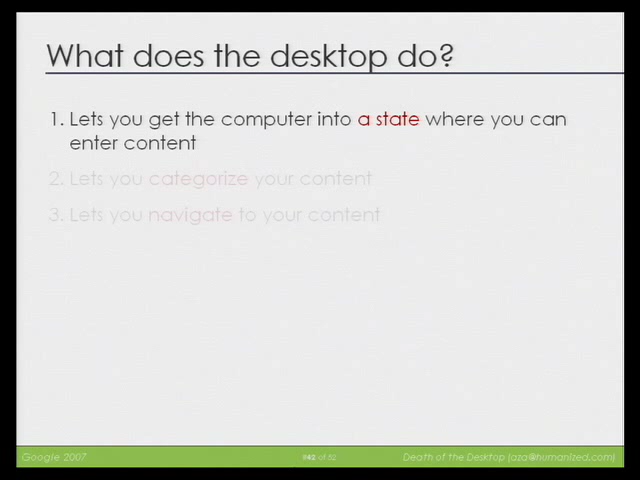 What does the desktop do?
1. Lets you get the computer into a state where you can
enter content
2. Lets you categorize your content
3. Lets you navigate to your content
Google 2007
#42 of 52
Death of the Desktop (aza@humanized.com)